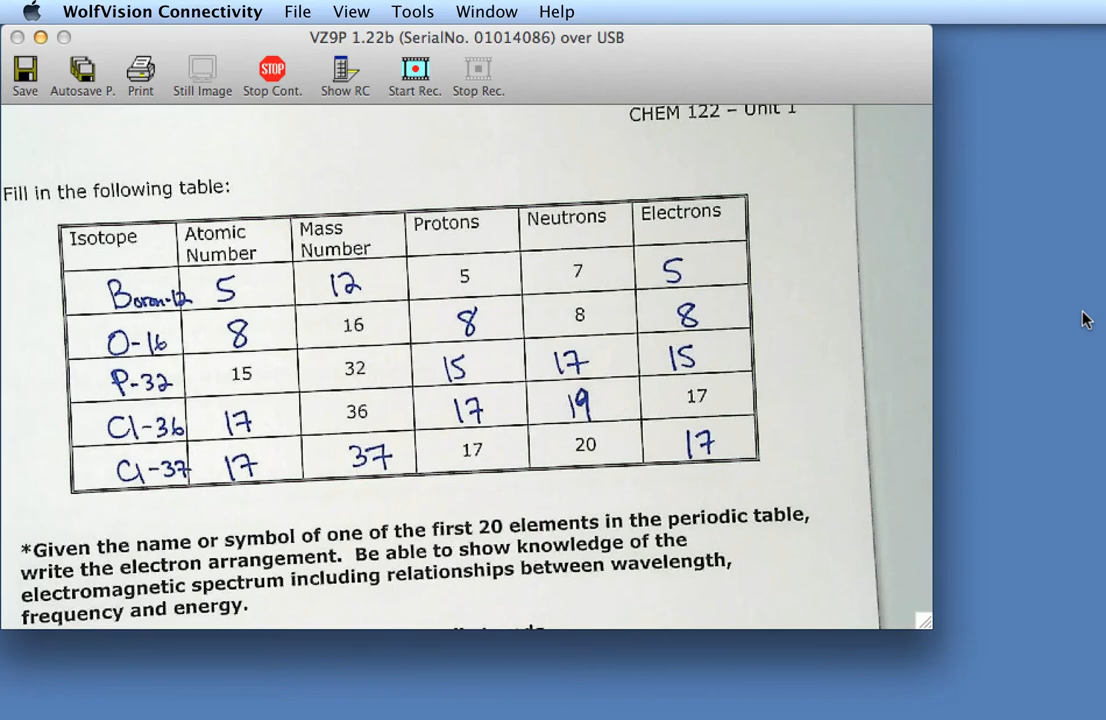 WolfVision Connectivity File View Tools Window Help
VZ9P 1.22b (SerialNo. 01014086) over USB
Save Autosave P. Print Still Image STOP Stop Cont. Show RC Start Rec. Stop Rec.
CHEM 122 – Unit 1
Fill in the following table:
Isotope Atomic Number Mass Number Protons Neutrons Electrons
Boron-12 5 12 5 7 5
O-16 8 16 8 8 8
P-32 15 32 15 17 15
Cl-36 17 36 17 19 17
Cl-37 17 37 17 20 17
*Given the name or symbol of one of the first 20 elements in the periodic table,
write the electron arrangement. Be able to show knowledge of the
electromagnetic spectrum including relationships between wavelength,
frequency and energy.